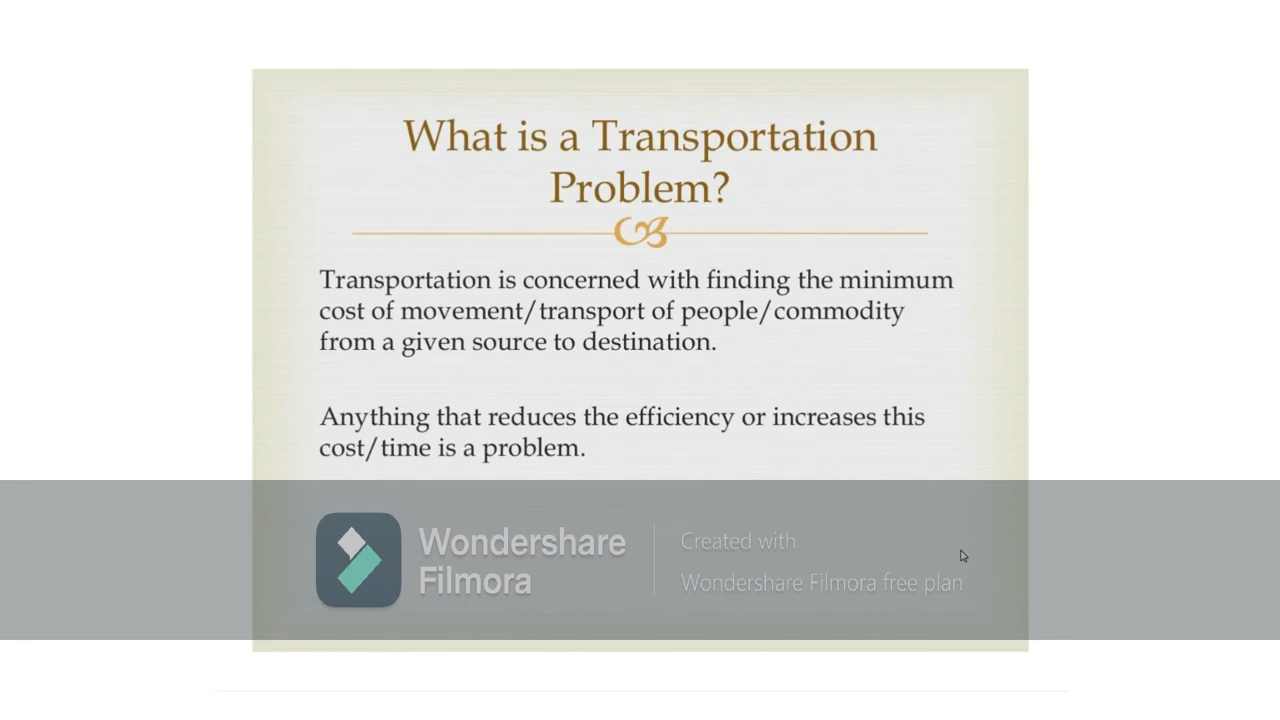 What is a Transportation
Problem?
Transportation is concerned with finding the minimum
cost of movement/transport of people/commodity
from a given source to destination.
Anything that reduces the efficiency or increases this
cost/time is a problem.
Wondershare
Filmora
Created with
Wondershare Filmora free plan